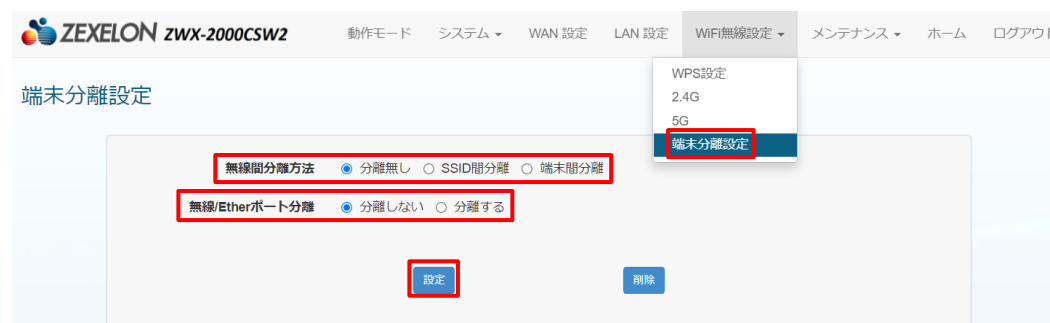 ZEXELON ZWX-2000CSW2 動作モード システム WAN 設定 LAN 設定 WiFi無線設定 メンテナンス ホーム ログアウト
WPS設定
2.4G
5G
端末分離設定
端末分離設定
無線間分離方法 分離無し SSID間分離 端末間分離
無線/Etherポート分離 分離しない 分離する
設定 削除